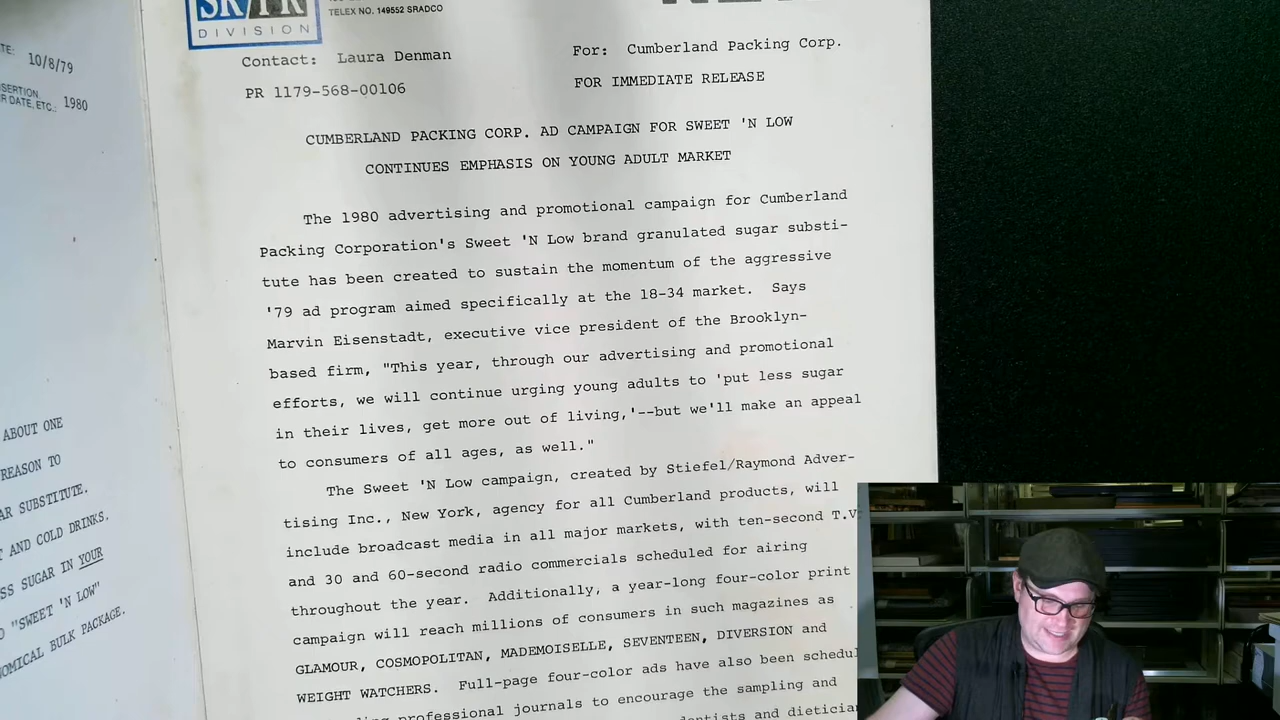 SR/PR
DIVISION
TELEX NO. 149552 SRADCO
Contact: Laura Denman
For: Cumberland Packing Corp.
PR 1179-568-00106
FOR IMMEDIATE RELEASE
CUMBERLAND PACKING CORP. AD CAMPAIGN FOR SWEET 'N LOW
CONTINUES EMPHASIS ON YOUNG ADULT MARKET
The 1980 advertising and promotional campaign for Cumberland
Packing Corporation's Sweet 'N Low brand granulated sugar substi-
tute has been created to sustain the momentum of the aggressive
'79 ad program aimed specifically at the 18-34 market. Says
Marvin Eisenstadt, executive vice president of the Brooklyn-
based firm, "This year, through our advertising and promotional
efforts, we will continue urging young adults to 'put less sugar
in their lives, get more out of living,'--but we'll make an appeal
to consumers of all ages, as well."
The Sweet 'N Low campaign, created by Stiefel/Raymond Adver-
tising Inc., New York, agency for all Cumberland products, will
include broadcast media in all major markets, with ten-second T.V.
and 30 and 60-second radio commercials scheduled for airing
throughout the year. Additionally, a year-long four-color print
campaign will reach millions of consumers in such magazines as
GLAMOUR, COSMOPOLITAN, MADEMOISELLE, SEVENTEEN, DIVERSION and
WEIGHT WATCHERS. Full-page four-color ads have also been
professional journals to encourage the sampling and
dentists and
10/8/79
DATE, ETC. 1980
ABOUT ONE
REASON TO
SUBSTITUTE.
AND COLD DRINKS.
SUGAR IN YOUR
"SWEET 'N LOW"
BULK PACKAGE.